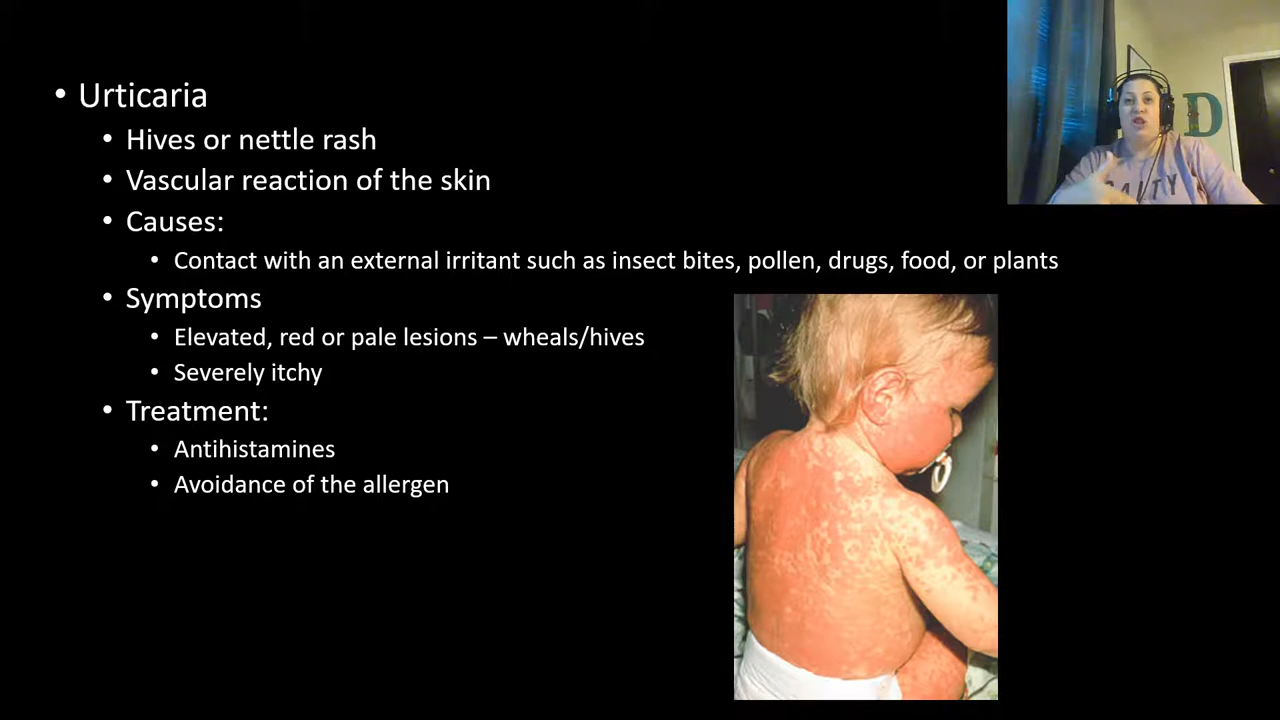 • Urticaria
• Hives or nettle rash
• Vascular reaction of the skin
• Causes:
• Contact with an external irritant such as insect bites, pollen, drugs, food, or plants
• Symptoms
• Elevated, red or pale lesions – wheals/hives
• Severely itchy
• Treatment:
• Antihistamines
• Avoidance of the allergen
D